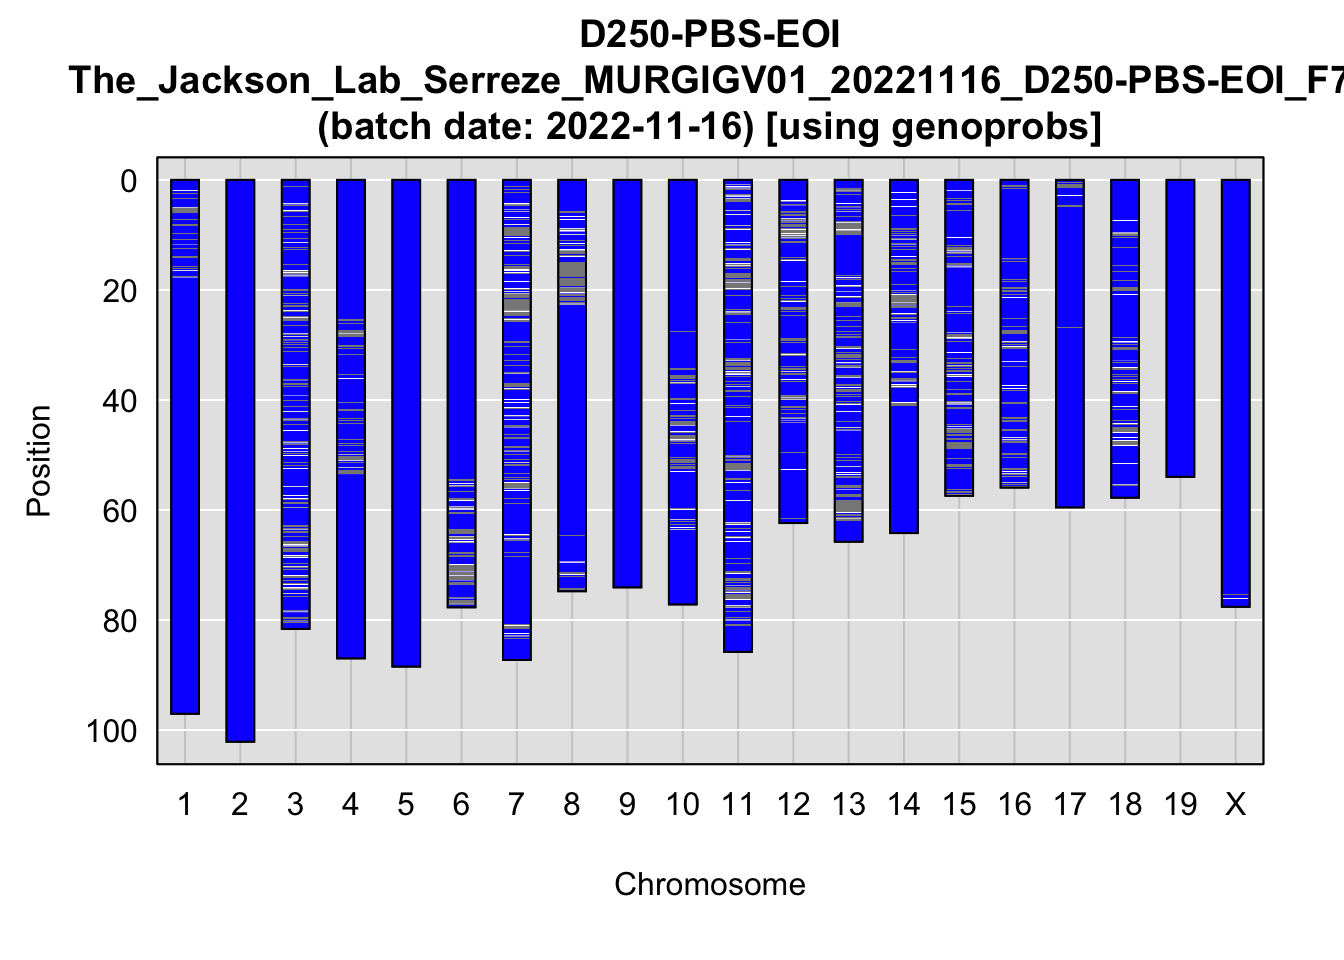 D250-PBS-EOI
The_Jackson_Lab_Serreze_MURGIGV01_20221116_D250-PBS-EOI_F7
(batch date: 2022-11-16) [using genoprobs]
0
20
40
60
80
100
Position
1 2 3 4 5 6 7 8 9 10 11 12 13 14 15 16 17 18 19 X
Chromosome